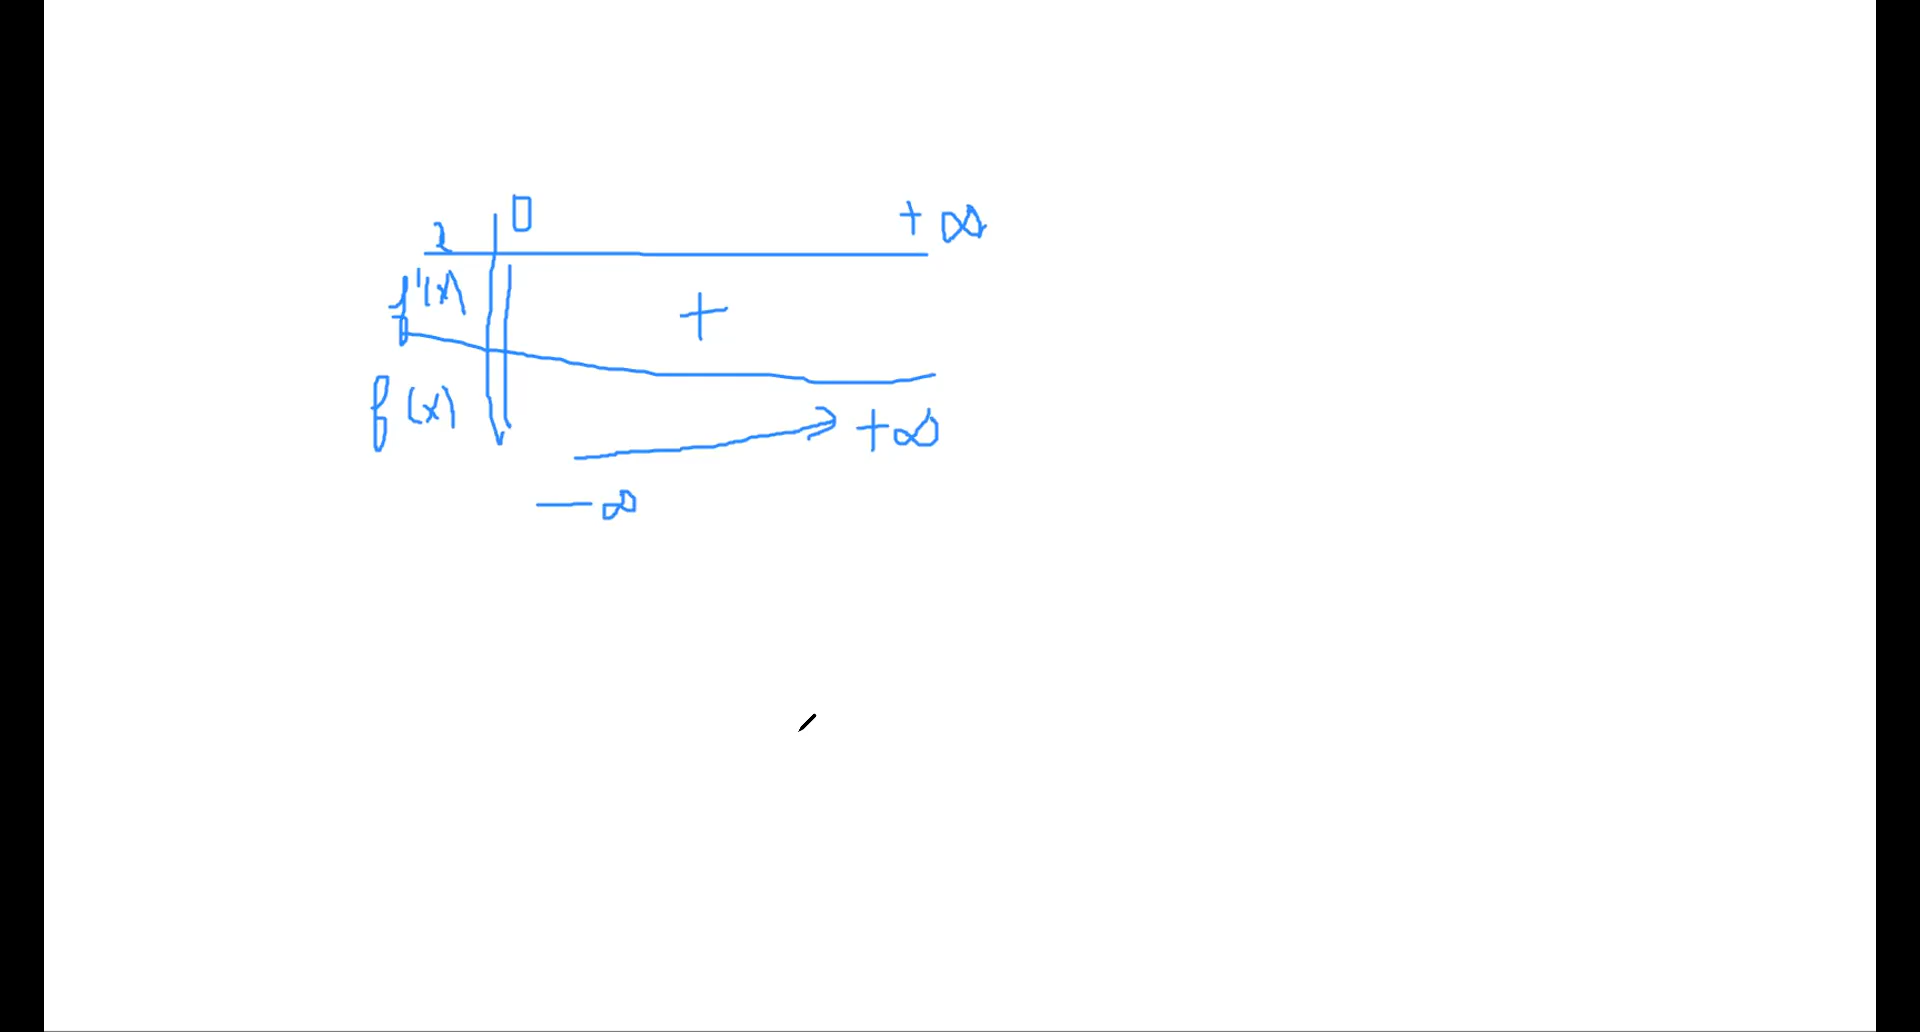 x 0 +∞
f'(x) +
f(x) +∞
-∞